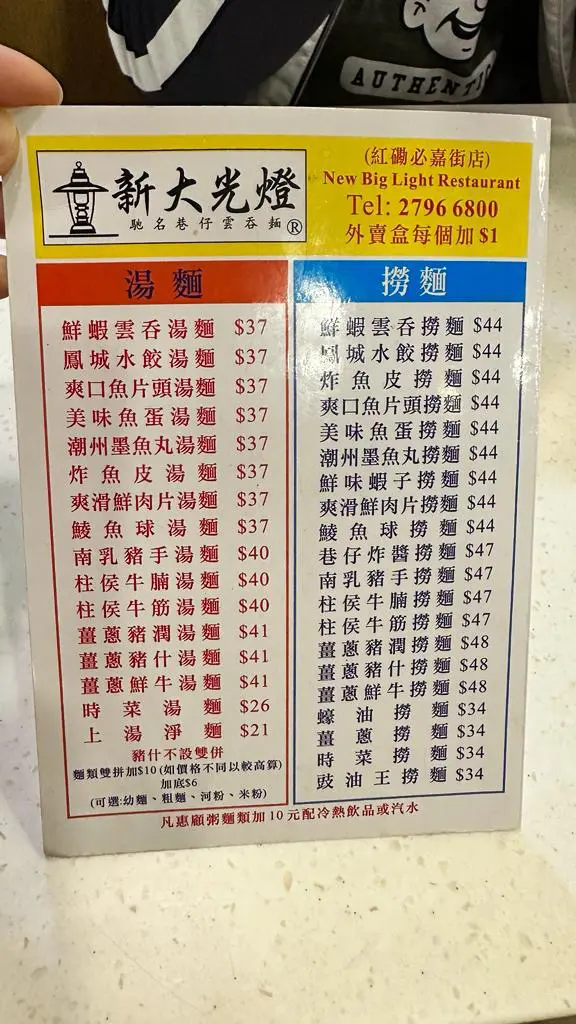 AUTHENTIC
新大光燈
馳名巷仔雲吞麵®
(紅磡必嘉街店)
New Big Light Restaurant
Tel: 2796 6800
外賣盒每個加 $1
湯麵
鮮蝦雲吞湯麵 $37
鳳城水餃湯麵 $37
爽口魚片頭湯麵 $37
美味魚蛋湯麵 $37
潮州墨魚丸湯麵 $37
炸魚皮湯麵 $37
爽滑鮮肉片湯麵 $37
鯪魚球湯麵 $37
南乳豬手湯麵 $40
柱侯牛腩湯麵 $40
柱侯牛筋湯麵 $40
薑蔥豬潤湯麵 $41
薑蔥豬什湯麵 $41
薑蔥鮮牛湯麵 $41
時菜湯麵 $26
上湯淨麵 $21
豬什不設雙併
麵類雙拼加$10 (如價格不同以較高算)
加底$6
(可選:幼麵、粗麵、河粉、米粉)
撈麵
鮮蝦雲吞撈麵 $44
鳳城水餃撈麵 $44
炸魚皮撈麵 $44
爽口魚片頭撈麵 $44
美味魚蛋撈麵 $44
潮州墨魚丸撈麵 $44
鮮味蝦子撈麵 $44
爽滑鮮肉片撈麵 $44
鯪魚球撈麵 $44
巷仔炸醬撈麵 $47
南乳豬手撈麵 $47
柱侯牛腩撈麵 $47
柱侯牛筋撈麵 $47
薑蔥豬潤撈麵 $48
薑蔥豬什撈麵 $48
薑蔥鮮牛撈麵 $48
蠔油撈麵 $34
薑蔥撈麵 $34
時菜撈麵 $34
豉油王撈麵 $34
凡惠顧粥麵類加 10 元配冷熱飲品或汽水